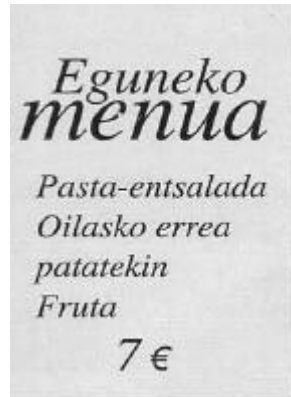 Eguneko
menua
Pasta-entsalada
Oilasko errea
patatekin
Fruta
7 €